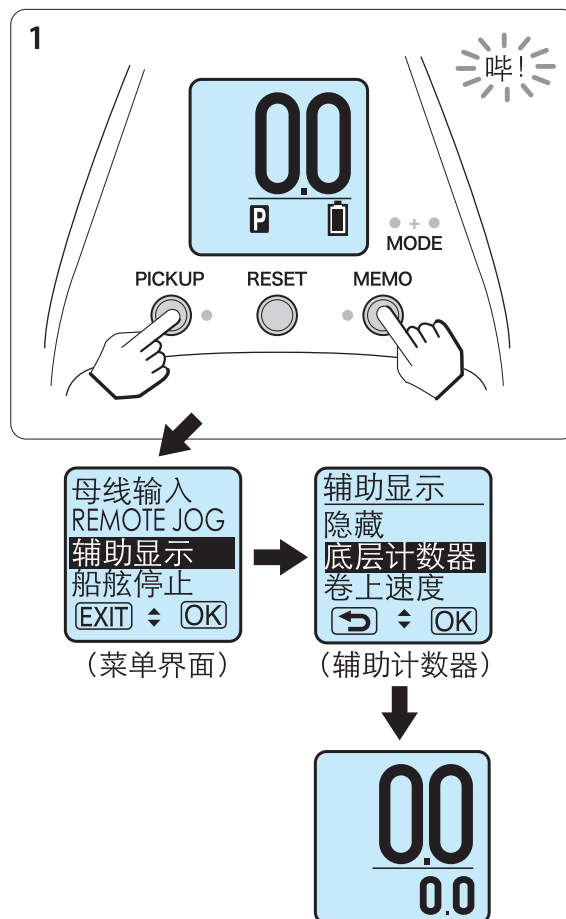 1
哔!
0.0
P
+
MODE
PICKUP
RESET
MEMO
母线输入
REMOTE JOG
辅助显示
船舷停止
EXIT
OK
(菜单界面)
辅助显示
隐藏
底层计数器
卷上速度
OK
(辅助计数器)
0.0
0.0